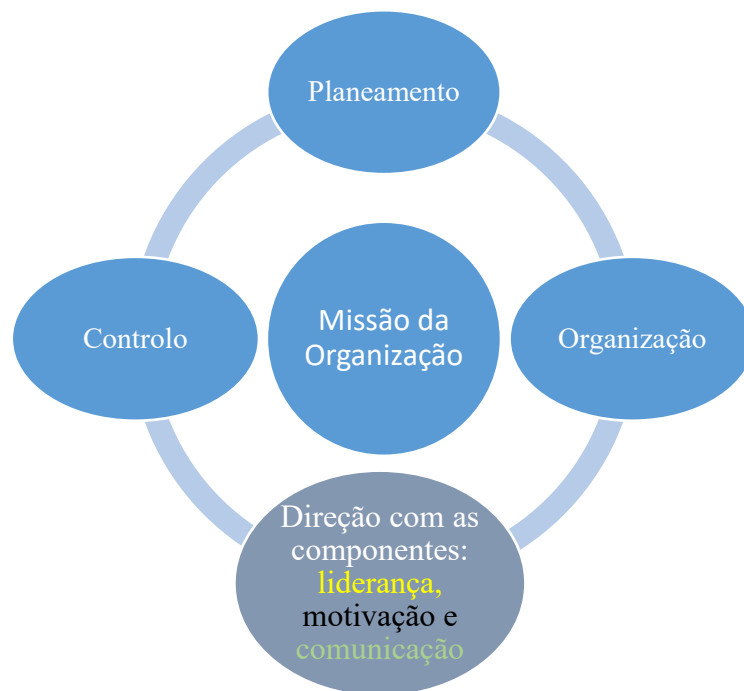 Planeamento
Controlo
Missão da
Organização
Organização
Direção com as
componentes:
liderança,
motivação e
comunicação